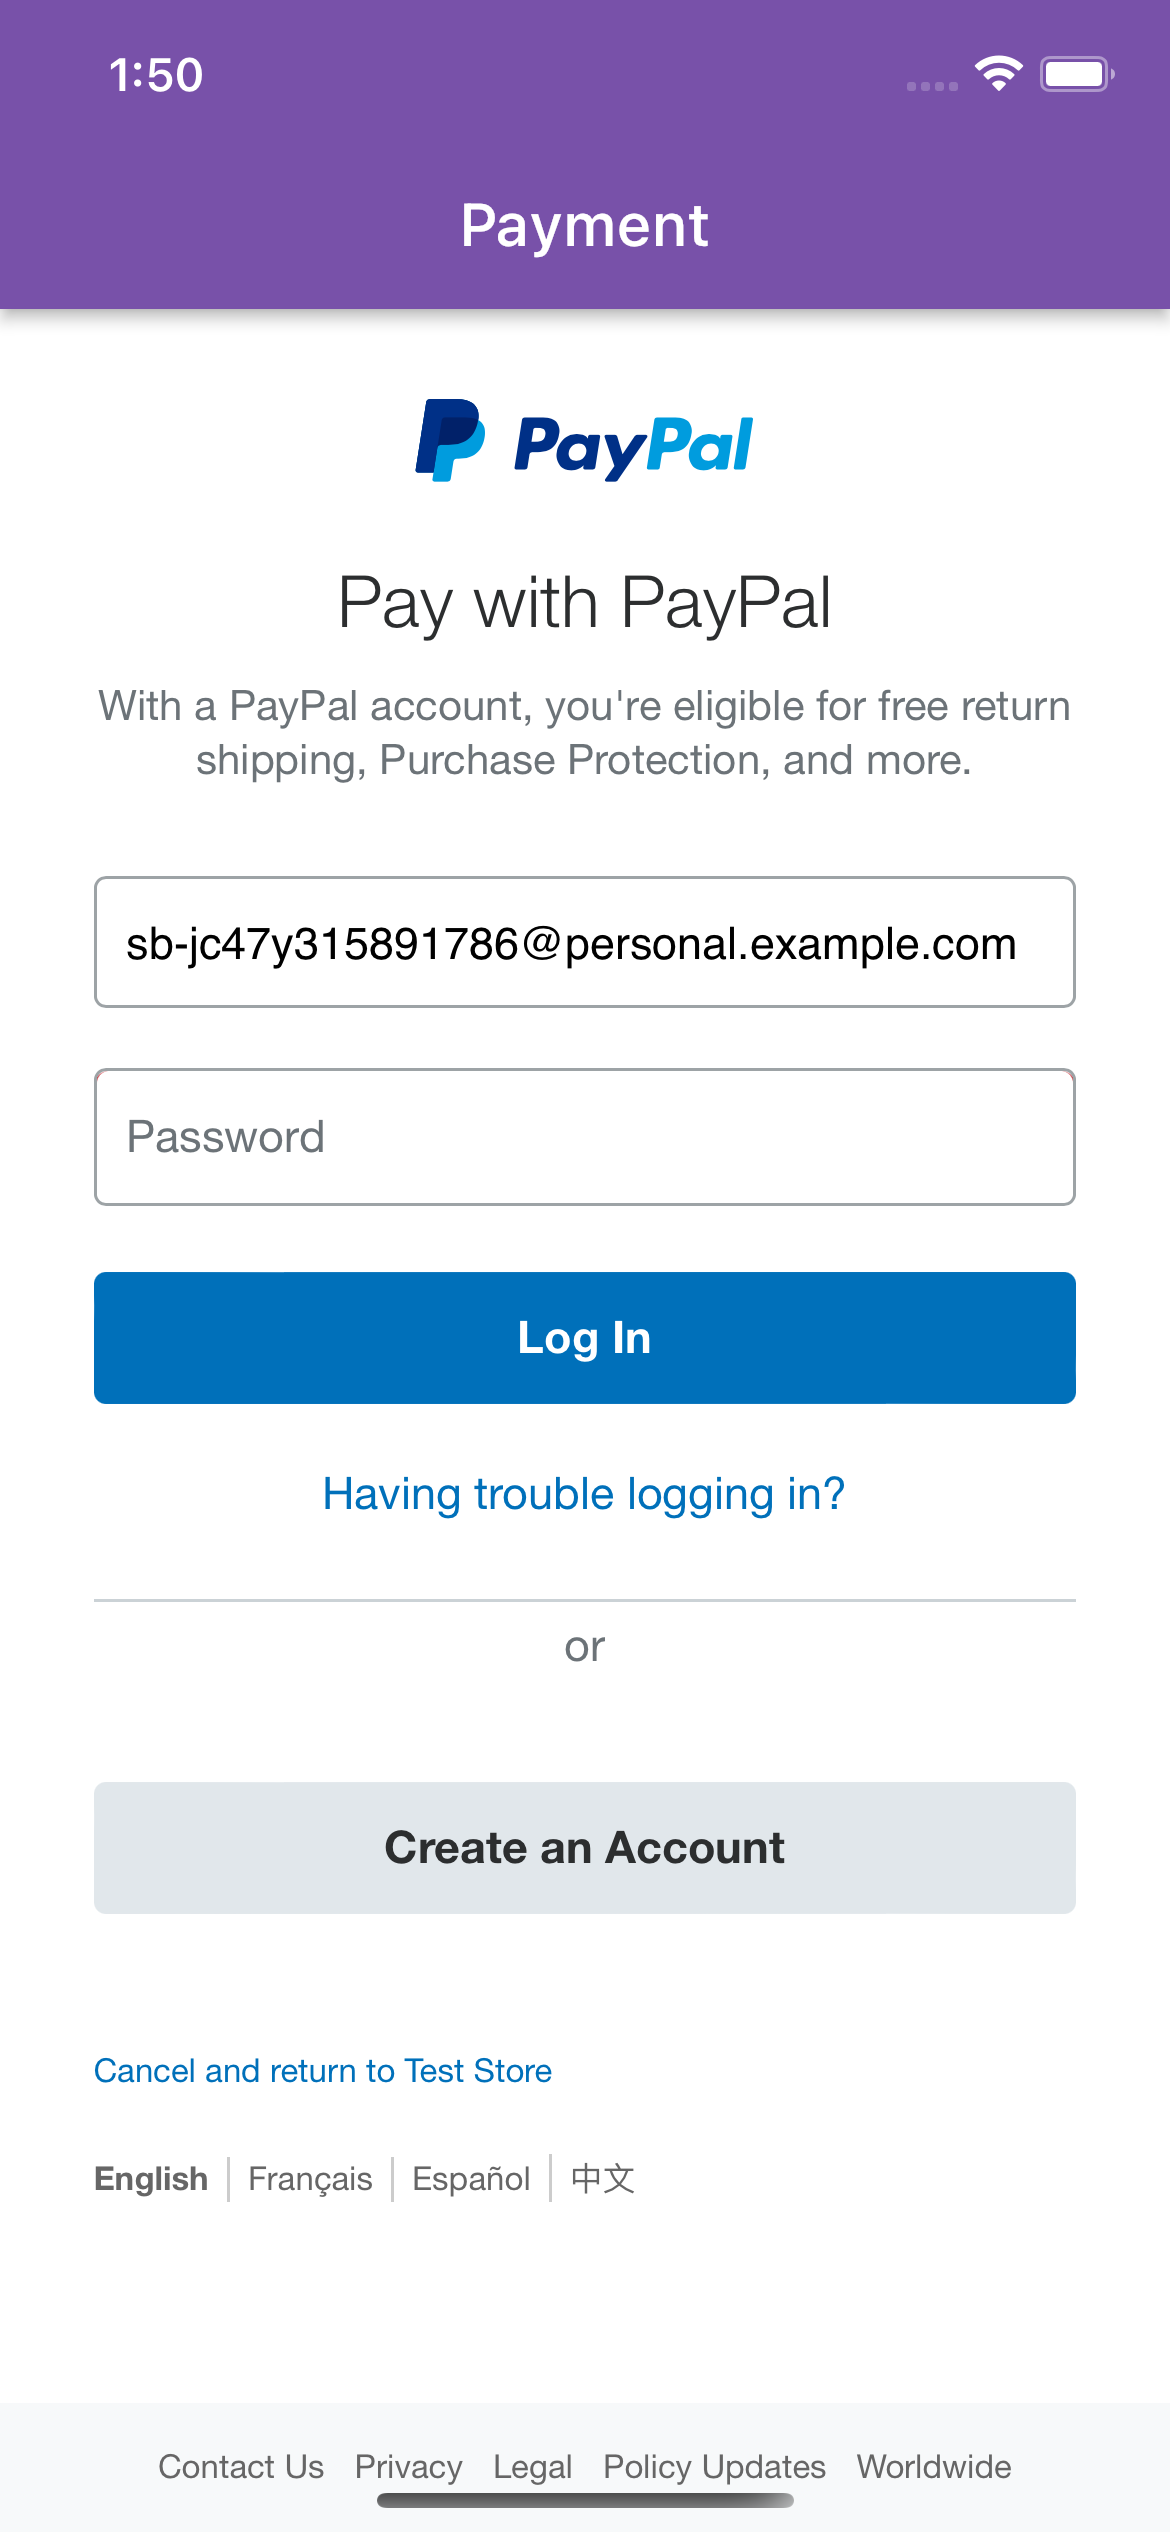 1:50
Payment
PayPal
Pay with PayPal
With a PayPal account, you're eligible for free return
shipping, Purchase Protection, and more.
sb-jc47y315891786@personal.example.com
Password
Log In
Having trouble logging in?
or
Create an Account
Cancel and return to Test Store
English | Français | Español | 中文
Contact Us Privacy Legal Policy Updates Worldwide